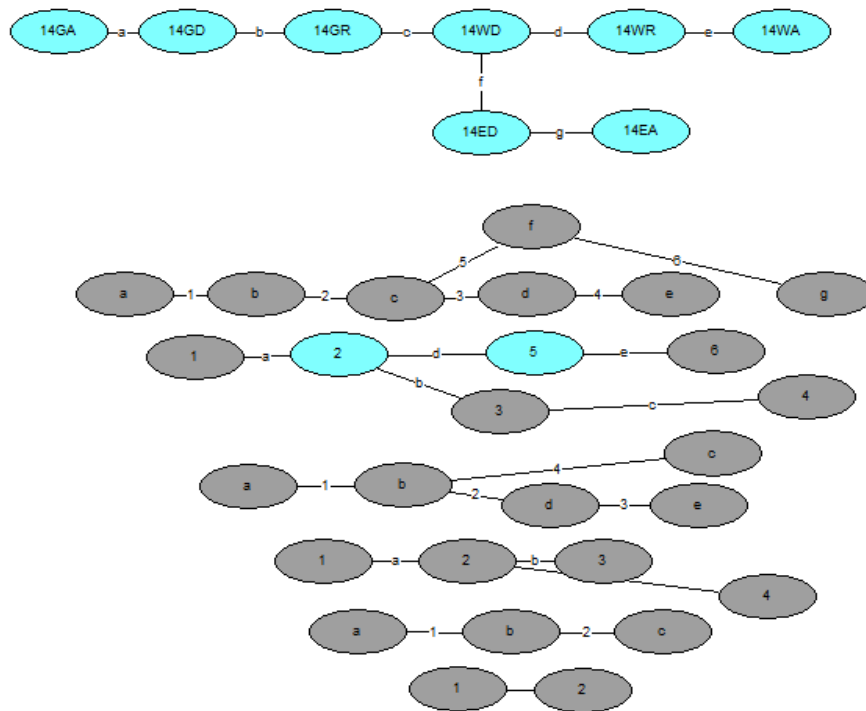 14GA a 14GD b 14GR c 14WD d 14WR e 14WA
f
14ED g 14EA
f
5 6
a 1 b 2 c 3 d 4 e g
1 a 2 d 5 e 6
b
3 c 4
c
4
a 1 b 2 d 3 e
1 a 2 b 3
4
a 1 b 2 c
1 2